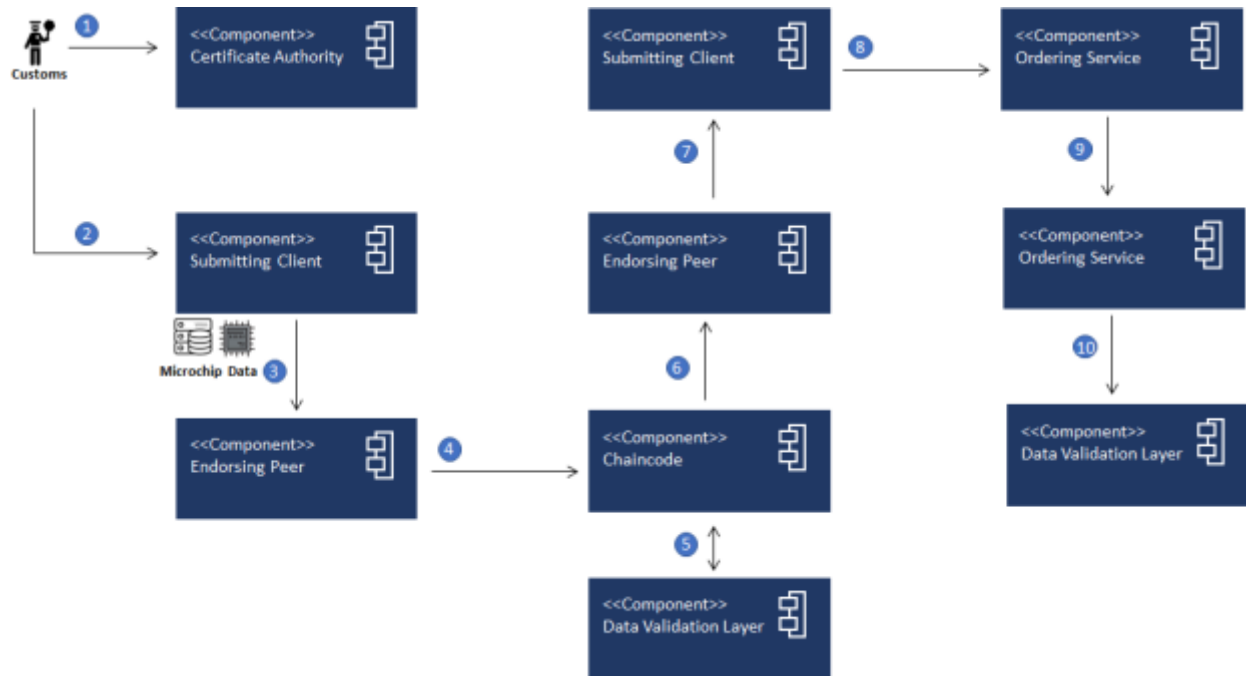 1
<<Component>>
Certificate Authority
Customs
2
<<Component>>
Submitting Client
Microchip Data
3
<<Component>>
Endorsing Peer
4
<<Component>>
Chaincode
5
<<Component>>
Data Validation Layer
6
<<Component>>
Endorsing Peer
7
<<Component>>
Submitting Client
8
<<Component>>
Ordering Service
9
<<Component>>
Ordering Service
10
<<Component>>
Data Validation Layer